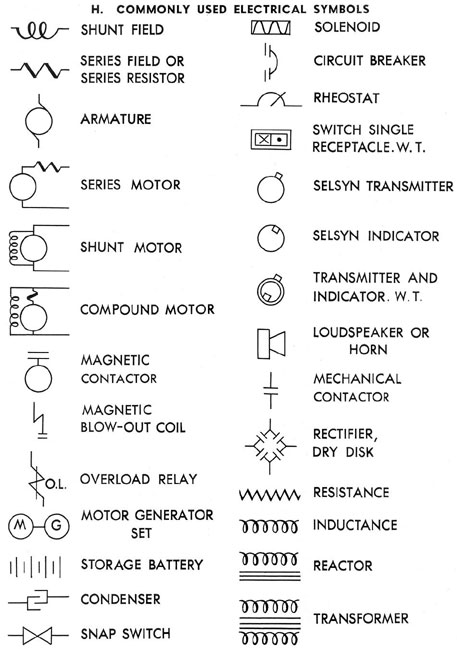 H. COMMONLY USED ELECTRICAL SYMBOLS
SHUNT FIELD
SERIES FIELD OR
SERIES RESISTOR
ARMATURE
SERIES MOTOR
SHUNT MOTOR
COMPOUND MOTOR
MAGNETIC
CONTACTOR
MAGNETIC
BLOW-OUT COIL
O.L.
OVERLOAD RELAY
M
G
MOTOR GENERATOR
SET
STORAGE BATTERY
CONDENSER
SNAP SWITCH
SOLENOID
CIRCUIT BREAKER
RHEOSTAT
SWITCH SINGLE
RECEPTACLE. W. T.
SELSYN TRANSMITTER
SELSYN INDICATOR
TRANSMITTER AND
INDICATOR. W. T.
LOUDSPEAKER OR
HORN
MECHANICAL
CONTACTOR
RECTIFIER,
DRY DISK
RESISTANCE
INDUCTANCE
REACTOR
TRANSFORMER